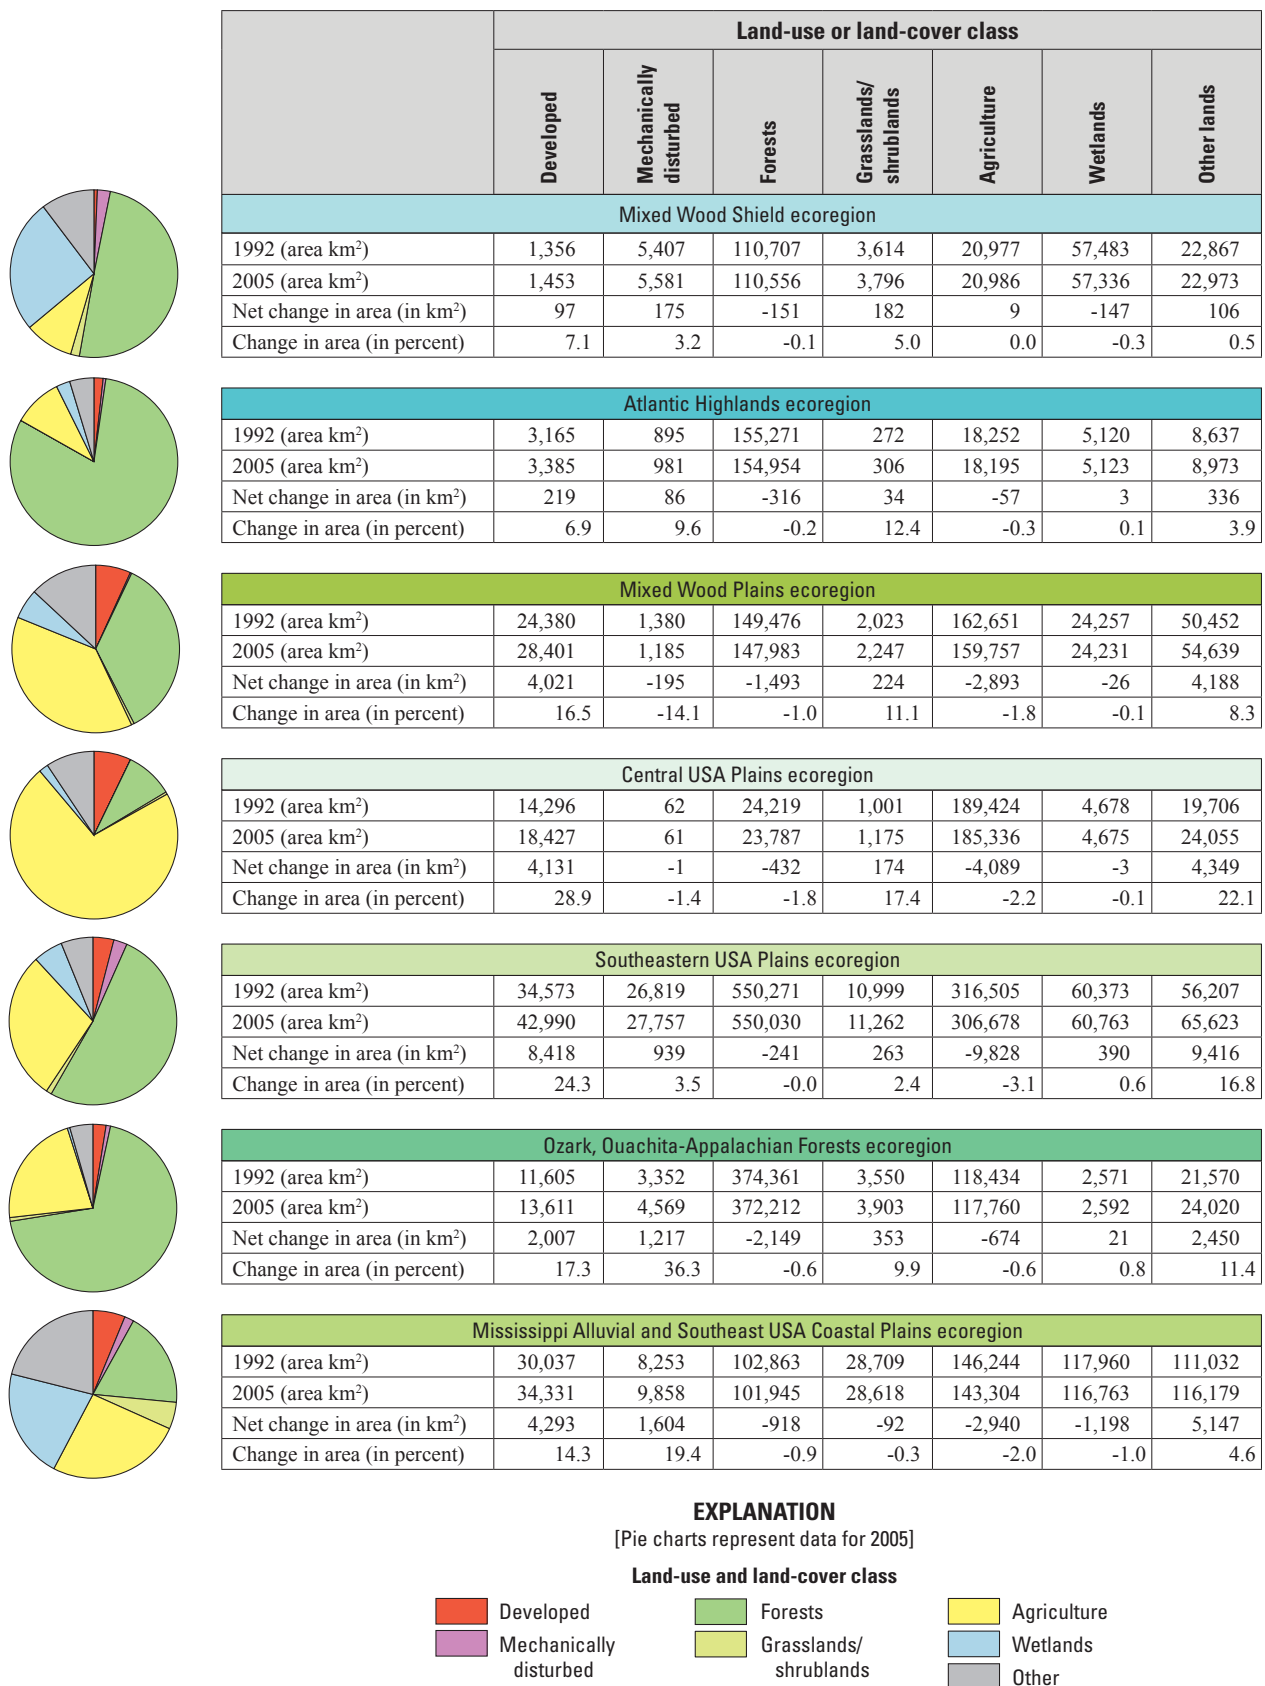 Land-use or land-cover class
Developed Mechanically disturbed Forests Grasslands/ shrublands Agriculture Wetlands Other lands
Mixed Wood Shield ecoregion
1992 (area km²) 1,356 5,407 110,707 3,614 20,977 57,483 22,867
2005 (area km²) 1,453 5,581 110,556 3,796 20,986 57,336 22,973
Net change in area (in km²) 97 175 -151 182 9 -147 106
Change in area (in percent) 7.1 3.2 -0.1 5.0 0.0 -0.3 0.5
Atlantic Highlands ecoregion
1992 (area km²) 3,165 895 155,271 272 18,252 5,120 8,637
2005 (area km²) 3,385 981 154,954 306 18,195 5,123 8,973
Net change in area (in km²) 219 86 -316 34 -57 3 336
Change in area (in percent) 6.9 9.6 -0.2 12.4 -0.3 0.1 3.9
Mixed Wood Plains ecoregion
1992 (area km²) 24,380 1,380 149,476 2,023 162,651 24,257 50,452
2005 (area km²) 28,401 1,185 147,983 2,247 159,757 24,231 54,639
Net change in area (in km²) 4,021 -195 -1,493 224 -2,893 -26 4,188
Change in area (in percent) 16.5 -14.1 -1.0 11.1 -1.8 -0.1 8.3
Central USA Plains ecoregion
1992 (area km²) 14,296 62 24,219 1,001 189,424 4,678 19,706
2005 (area km²) 18,427 61 23,787 1,175 185,336 4,675 24,055
Net change in area (in km²) 4,131 -1 -432 174 -4,089 -3 4,349
Change in area (in percent) 28.9 -1.4 -1.8 17.4 -2.2 -0.1 22.1
Southeastern USA Plains ecoregion
1992 (area km²) 34,573 26,819 550,271 10,999 316,505 60,373 56,207
2005 (area km²) 42,990 27,757 550,030 11,262 306,678 60,763 65,623
Net change in area (in km²) 8,418 939 -241 263 -9,828 390 9,416
Change in area (in percent) 24.3 3.5 -0.0 2.4 -3.1 0.6 16.8
Ozark, Ouachita-Appalachian Forests ecoregion
1992 (area km²) 11,605 3,352 374,361 3,550 118,434 2,571 21,570
2005 (area km²) 13,611 4,569 372,212 3,903 117,760 2,592 24,020
Net change in area (in km²) 2,007 1,217 -2,149 353 -674 21 2,450
Change in area (in percent) 17.3 36.3 -0.6 9.9 -0.6 0.8 11.4
Mississippi Alluvial and Southeast USA Coastal Plains ecoregion
1992 (area km²) 30,037 8,253 102,863 28,709 146,244 117,960 111,032
2005 (area km²) 34,331 9,858 101,945 28,618 143,304 116,763 116,179
Net change in area (in km²) 4,293 1,604 -918 -92 -2,940 -1,198 5,147
Change in area (in percent) 14.3 19.4 -0.9 -0.3 -2.0 -1.0 4.6
EXPLANATION
[Pie charts represent data for 2005]
Land-use and land-cover class
Developed
Mechanically
disturbed
Forests
Grasslands/
shrublands
Agriculture
Wetlands
Other